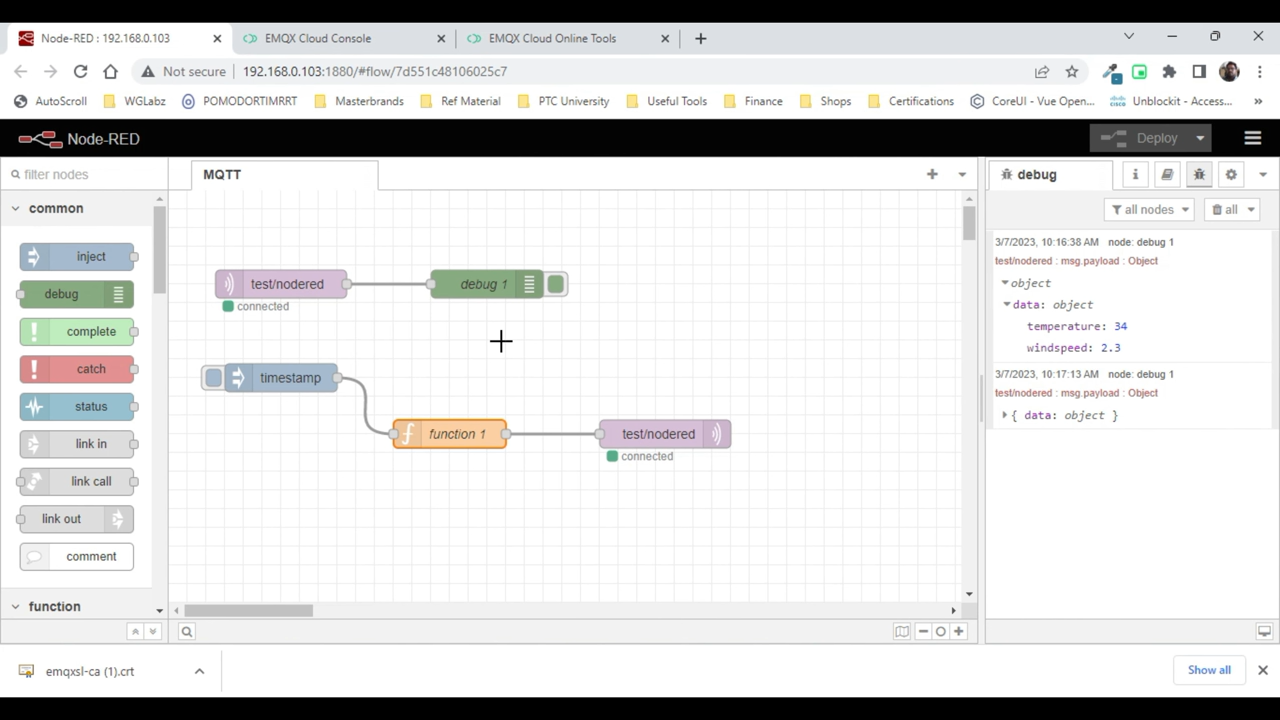 Node-RED : 192.168.0.103
EMQX Cloud Console
EMQX Cloud Online Tools
Not secure
192.168.0.103:1880/#flow/7d551c48106025c7
AutoScroll
WGLabz
POMODORTIMRRT
Masterbrands
Ref Material
PTC University
Useful Tools
Finance
Shops
Certifications
CoreUI - Vue Open...
CISCO
Unblockit - Acces...
»
Node-RED
Deploy
filter nodes
MQTT
debug
common
all nodes
all
inject
debug
complete
catch
status
link in
link call
link out
comment
function
test/nodered
connected
debug 1
timestamp
function 1
test/nodered
connected
3/7/2023, 10:16:38 AM node: debug 1
test/nodered : msg.payload : Object
object
data: object
temperature: 34
windspeed: 2.3
3/7/2023, 10:17:13 AM node: debug 1
test/nodered : msg.payload : Object
{ data: object }
emqxsl-ca (1).crt
Show all